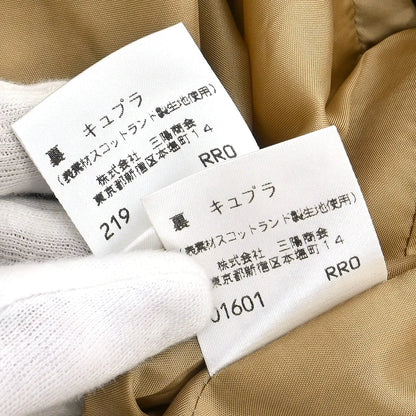 裏 キュプラ
(表素材スコットランド製生地使用)
株式会社 三陽商会
東京都新宿区本塩町14
219 RRO
裏 キュプラ
(表素材スコットランド製生地使用)
株式会社 三陽商会
東京都新宿区本塩町14
01601 RRO